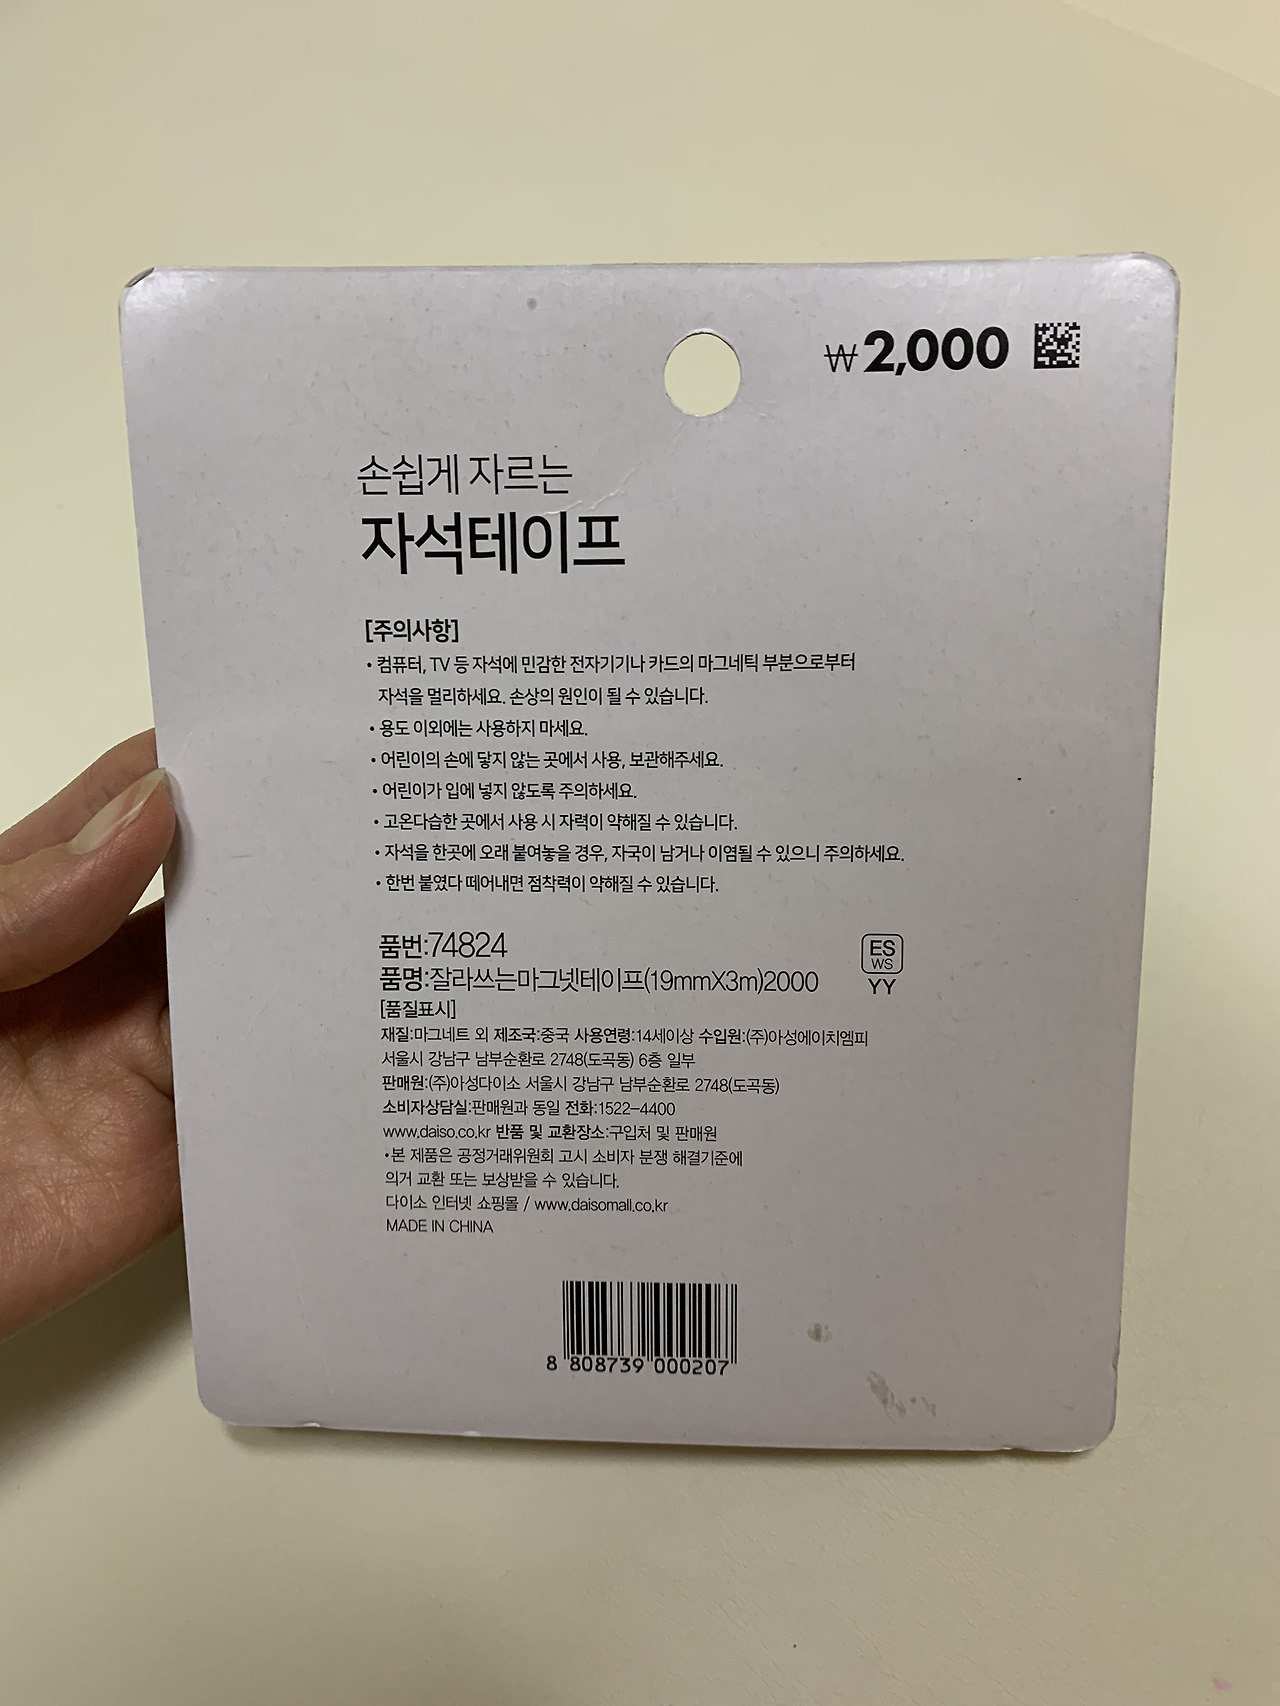 ₩2,000
손쉽게 자르는
자석테이프
[주의사항]
• 컴퓨터, TV 등 자석에 민감한 전자기기나 카드의 마그네틱 부분으로부터
자석을 멀리하세요. 손상의 원인이 될 수 있습니다.
• 용도 이외에는 사용하지 마세요.
• 어린이의 손에 닿지 않는 곳에서 사용, 보관해주세요.
• 어린이가 입에 넣지 않도록 주의하세요.
• 고온다습한 곳에서 사용 시 자력이 약해질 수 있습니다.
• 자석을 한곳에 오래 붙여놓을 경우, 자국이 남거나 이염될 수 있으니 주의하세요.
• 한번 붙였다 떼어내면 점착력이 약해질 수 있습니다.
품번:74824
품명:잘라쓰는마그넷테이프(19mmX3m)2000
ES
WS
YY
[품질표시]
재질:마그네트 외 제조국:중국 사용연령:14세이상 수입원:(주)아성에이치엠피
서울시 강남구 남부순환로 2748(도곡동) 6층 일부
판매원:(주)아성다이소 서울시 강남구 남부순환로 2748(도곡동)
소비자상담실:판매원과 동일 전화:1522-4400
www.daiso.co.kr 반품 및 교환장소:구입처 및 판매원
•본 제품은 공정거래위원회 고시 소비자 분쟁 해결기준에
의거 교환 또는 보상받을 수 있습니다.
다이소 인터넷 쇼핑몰 / www.daisomall.co.kr
MADE IN CHINA
8 808739 000207